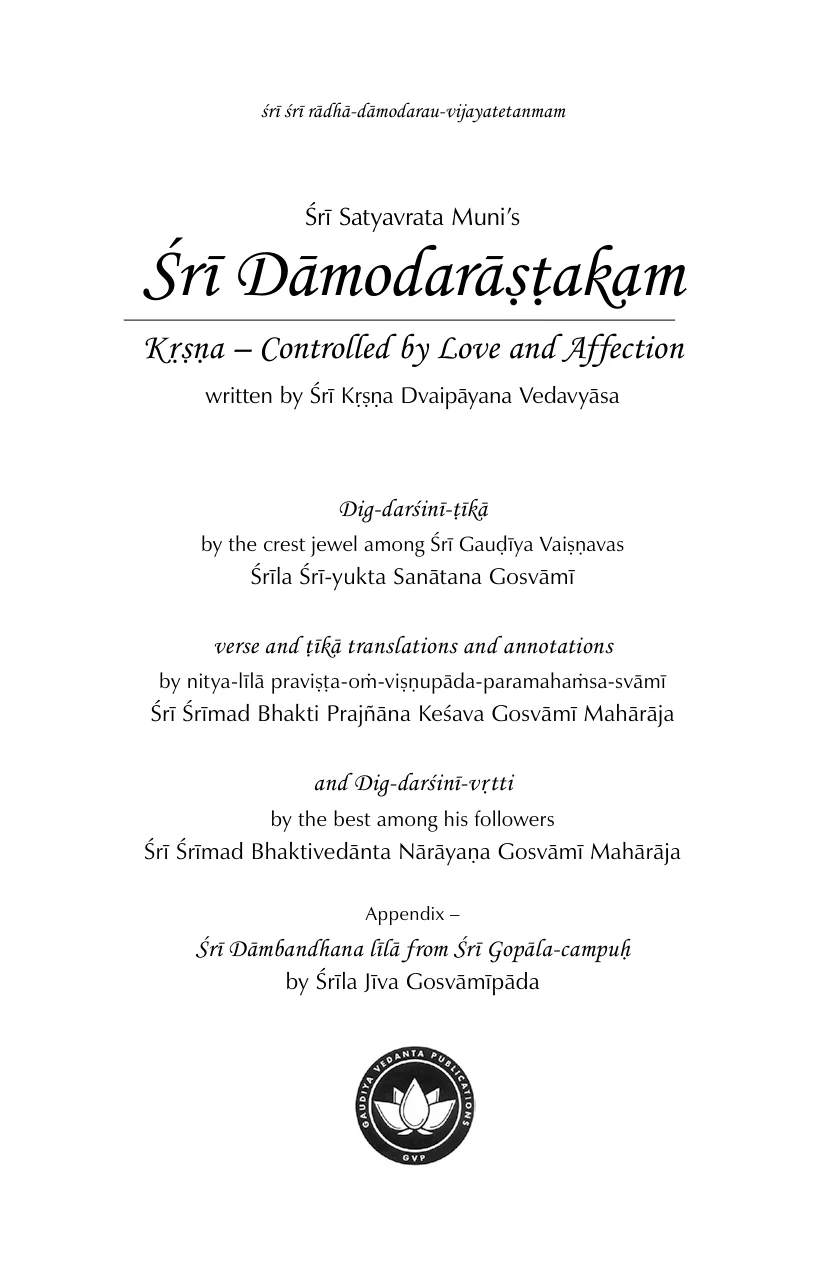 śrī śrī rādhā-dāmodarau-vijayatetanmam
Śrī Satyavrata Muni’s
Śrī Dāmodarāṣṭakam
Kṛṣṇa – Controlled by Love and Affection
written by Śrī Kṛṣṇa Dvaipāyana Vedavyāsa
Dig-darśinī-ṭīkā
by the crest jewel among Śrī Gauḍīya Vaiṣṇavas
Śrīla Śrī-yukta Sanātana Gosvāmī
verse and ṭīkā translations and annotations
by nitya-līlā praviṣṭa-oṁ-viṣṇupāda-paramahaṁsa-svāmī
Śrī Śrīmad Bhakti Prajñāna Keśava Gosvāmī Mahārāja
and Dig-darśinī-vṛtti
by the best among his followers
Śrī Śrīmad Bhaktivedānta Nārāyaṇa Gosvāmī Mahārāja
Appendix –
Śrī Dāmbandhana līlā from Śrī Gopāla-campuḥ
by Śrīla Jīva Gosvāmīpāda
GAUDIYA VEDANTA PUBLICATIONS
GVP